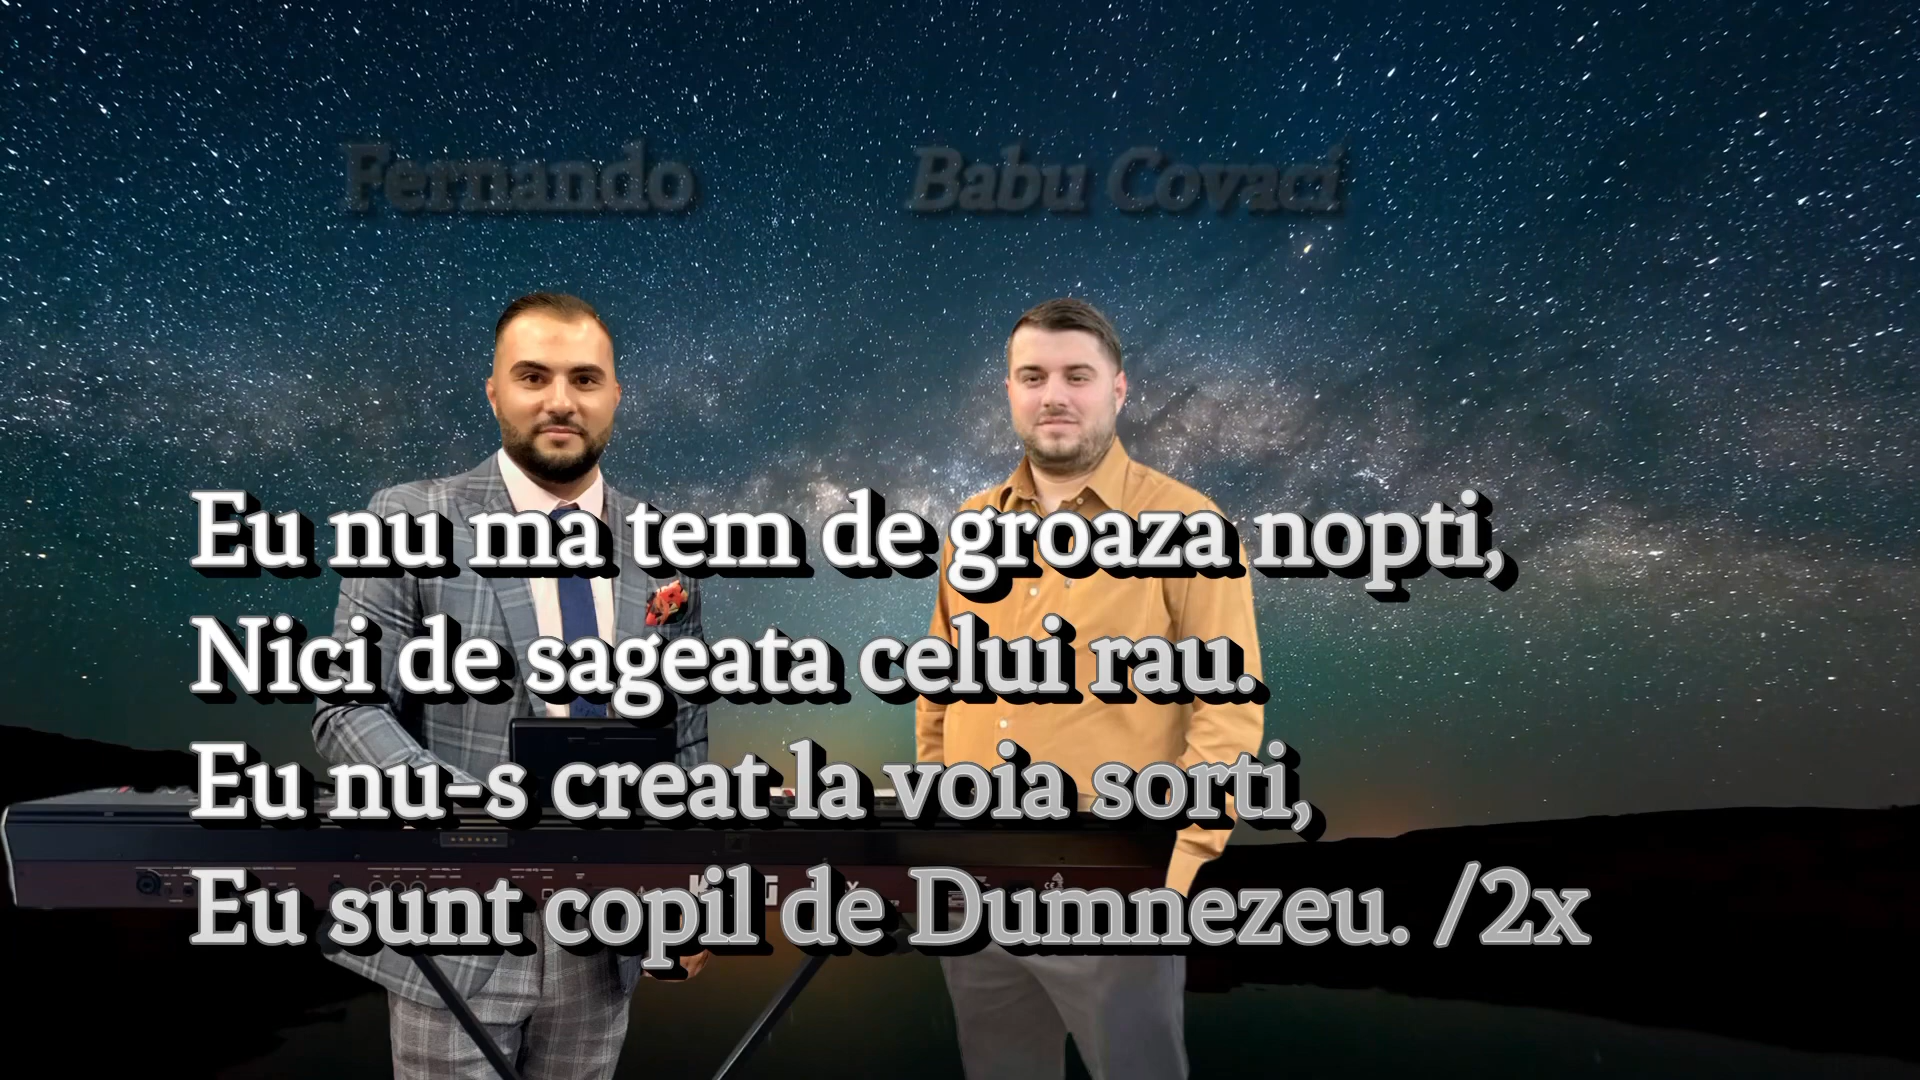 Fernando Babu Covaci
Eu nu ma tem de groaza nopti,
Nici de sageata celui rau.
Eu nu-s creat la voia sorti,
Eu sunt copil de Dumnezeu. /2x